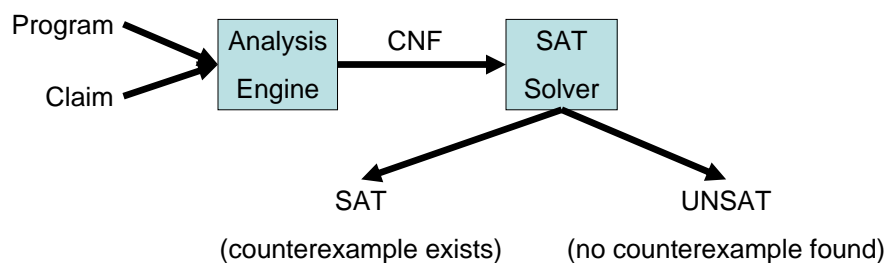 Program
Claim
Analysis
Engine
CNF
SAT
Solver
SAT
(counterexample exists)
UNSAT
(no counterexample found)